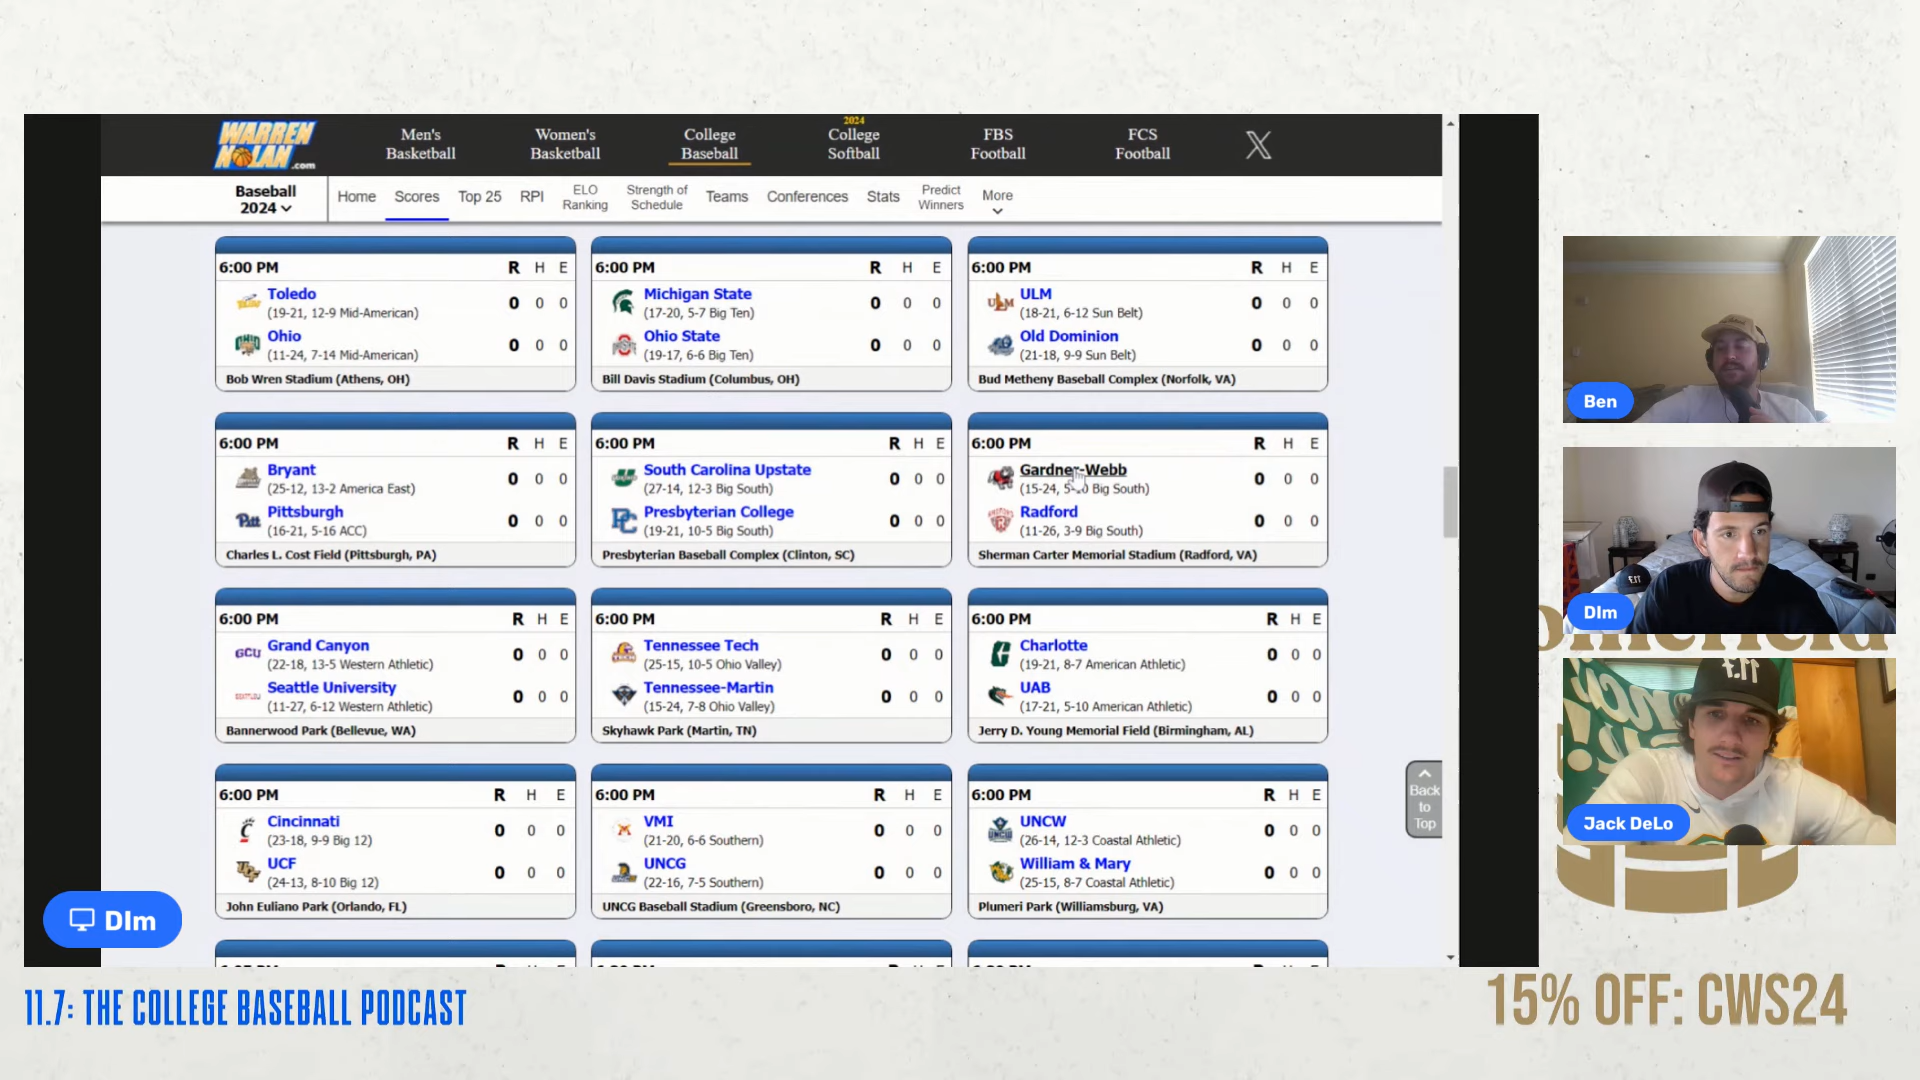 WARREN NOLAN.com
Men's Basketball
Women's Basketball
College Baseball
2024 College Softball
FBS Football
FCS Football
Baseball 2024
Home
Scores
Top 25
RPI
ELO Ranking
Strength of Schedule
Teams
Conferences
Stats
Predict Winners
More
6:00 PM R H E
Toledo 0 0 0
(19-21, 12-9 Mid-American)
Ohio 0 0 0
(11-24, 7-14 Mid-American)
Bob Wren Stadium (Athens, OH)
6:00 PM R H E
Michigan State 0 0 0
(17-20, 5-7 Big Ten)
Ohio State 0 0 0
(19-17, 6-6 Big Ten)
Bill Davis Stadium (Columbus, OH)
6:00 PM R H E
ULM 0 0 0
(18-21, 6-12 Sun Belt)
Old Dominion 0 0 0
(21-18, 9-9 Sun Belt)
Bud Metheny Baseball Complex (Norfolk, VA)
6:00 PM R H E
Bryant 0 0 0
(25-12, 13-2 America East)
Pittsburgh 0 0 0
(16-21, 5-16 ACC)
Charles L. Cost Field (Pittsburgh, PA)
6:00 PM R H E
South Carolina Upstate 0 0 0
(27-14, 12-3 Big South)
Presbyterian College 0 0 0
(19-21, 10-5 Big South)
Presbyterian Baseball Complex (Clinton, SC)
6:00 PM R H E
Gardner-Webb 0 0 0
(15-24, Big South)
Radford 0 0 0
(11-26, 3-9 Big South)
Sherman Carter Memorial Stadium (Radford, VA)
6:00 PM R H E
GCU Grand Canyon 0 0 0
(22-18, 13-5 Western Athletic)
Seattle University 0 0 0
(11-27, 6-12 Western Athletic)
Bannerwood Park (Bellevue, WA)
6:00 PM R H E
Tennessee Tech 0 0 0
(25-15, 10-5 Ohio Valley)
Tennessee-Martin 0 0 0
(15-24, 7-8 Ohio Valley)
Skyhawk Park (Martin, TN)
6:00 PM R H E
Charlotte 0 0 0
(19-21, 8-7 American Athletic)
UAB 0 0 0
(17-21, 5-10 American Athletic)
Jerry D. Young Memorial Field (Birmingham, AL)
6:00 PM R H E
Cincinnati 0 0 0
(23-18, 9-9 Big 12)
UCF 0 0 0
(24-13, 8-10 Big 12)
John Euliano Park (Orlando, FL)
6:00 PM R H E
VMI 0 0 0
(21-20, 6-6 Southern)
UNCG 0 0 0
(22-16, 7-5 Southern)
UNCG Baseball Stadium (Greensboro, NC)
6:00 PM R H E
UNCW 0 0 0
(26-14, 12-3 Coastal Athletic)
William & Mary 0 0 0
(25-15, 8-7 Coastal Athletic)
Plumeri Park (Williamsburg, VA)
Back to Top
Ben
Dlm
Jack DeLo
Dlm
11.7: THE COLLEGE BASEBALL PODCAST
15% OFF: CWS24